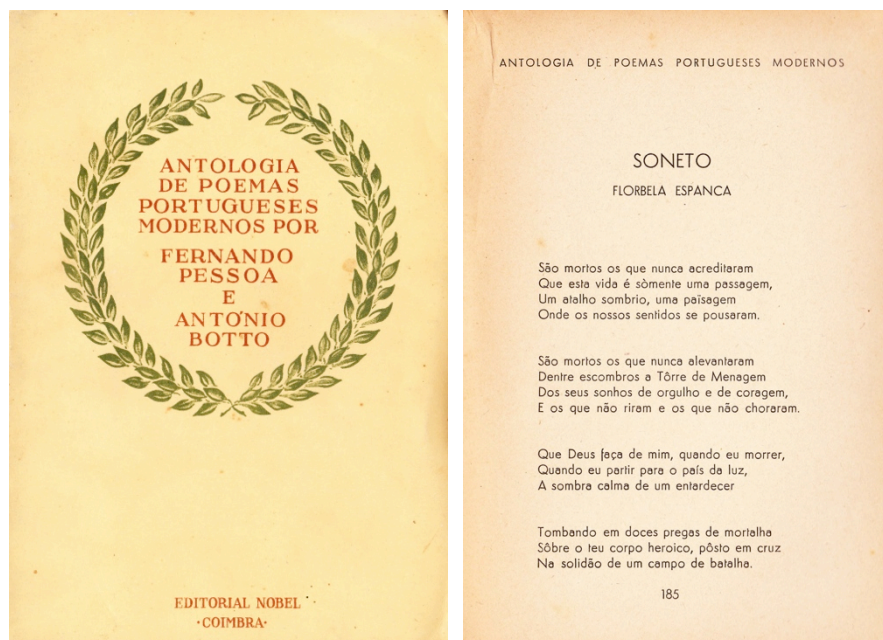 ANTOLOGIA
DE POEMAS
PORTUGUESES
MODERNOS POR
FERNANDO
PESSOA
E
ANTÓNIO
BOTTO
EDITORIAL NOBEL
·COIMBRA·
ANTOLOGIA DE POEMAS PORTUGUESES MODERNOS
SONETO
FLORBELA ESPANCA
São mortos os que nunca acreditaram
Que esta vida é sòmente uma passagem,
Um atalho sombrio, uma paìsagem
Onde os nossos sentidos se pousaram.
São mortos os que nunca alevantaram
Dentre escombros a Tôrre de Menagem
Dos seus sonhos de orgulho e de coragem,
E os que não riram e os que não choraram.
Que Deus faça de mim, quando eu morrer,
Quando eu partir para o país da luz,
A sombra calma de um entardecer
Tombando em doces pregas de mortalha
Sôbre o teu corpo heroico, pôsto em cruz
Na solidão de um campo de batalha.
185